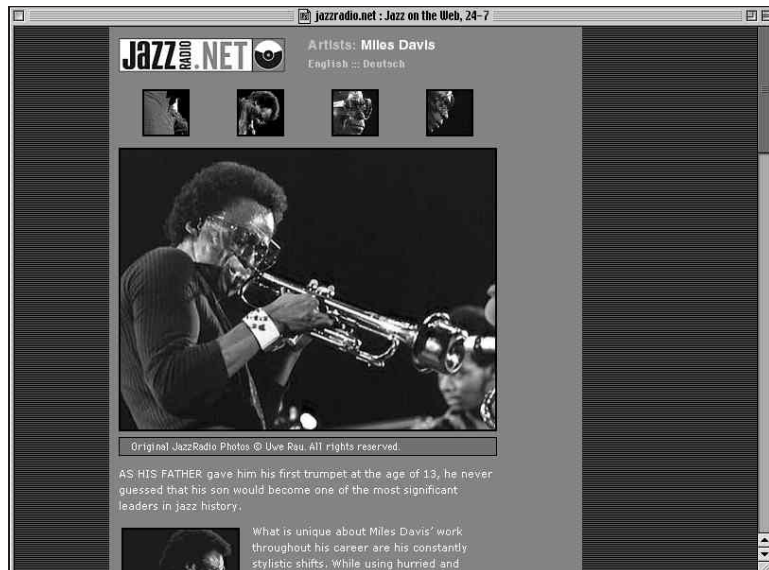 jazzradio.net : Jazz on the Web, 24-7
JAZZ RADIO .NET
Artists: Miles Davis
English ::: Deutsch
Original JazzRadio Photos © Uwe Rau. All rights reserved.
AS HIS FATHER gave him his first trumpet at the age of 13, he never
guessed that his son would become one of the most significant
leaders in jazz history.
What is unique about Miles Davis' work
throughout his career are his constantly
stylistic shifts. While using hurried and